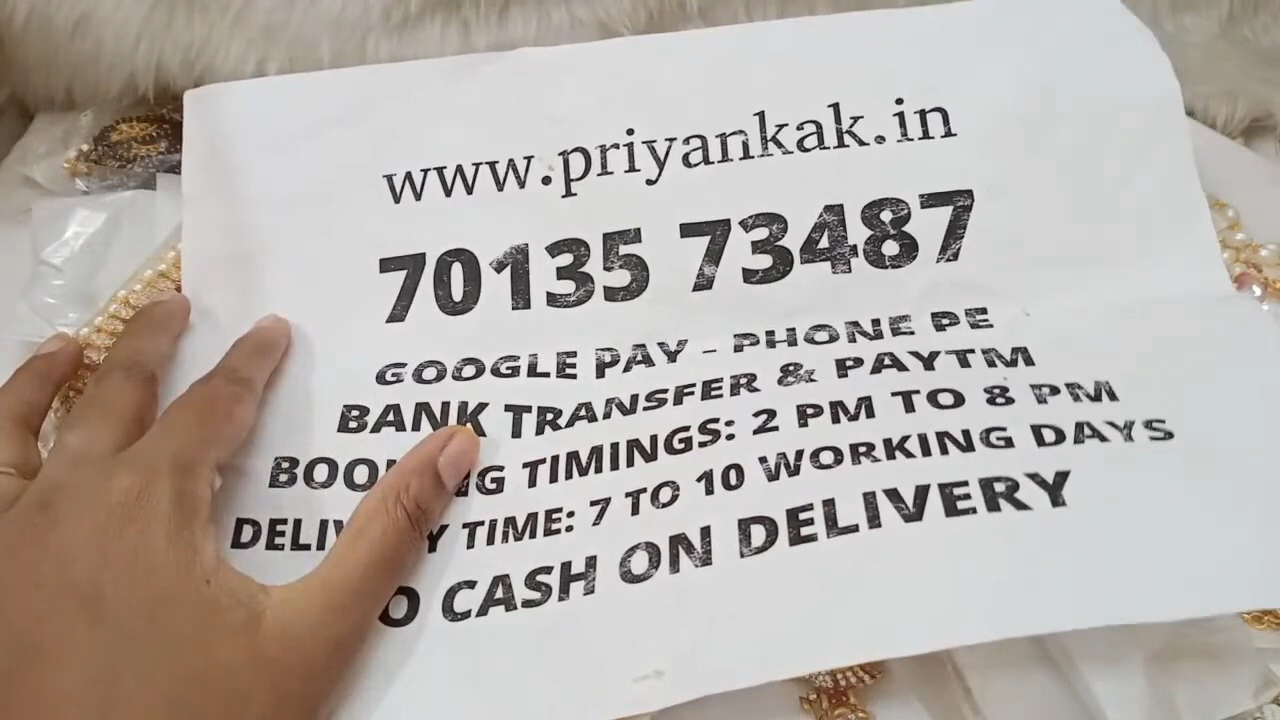 www.priyankak.in
70135 73487
GOOGLE PAY - PHONE PE
BANK TRANSFER & PAYTM
TIMINGS: 2 PM TO 8 PM
TIME: 7 TO 10 WORKING DAYS
CASH ON DELIVERY